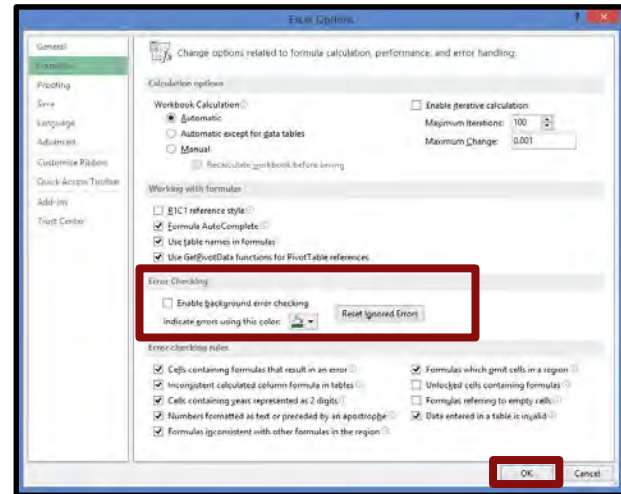 Excel Options
General
Formulas
Proofing
Save
Language
Advanced
Customize Ribbon
Quick Access Toolbar
Add-Ins
Trust Center
Change options related to formula calculation, performance, and error handling.
Calculation options
Workbook Calculation
Automatic
Automatic except for data tables
Manual
Recalculate workbook before saving
Enable iterative calculation
Maximum Iterations: 100
Maximum Change: 0.001
Working with formulas
R1C1 reference style
Formula AutoComplete
Use table names in formulas
Use GetPivotData functions for PivotTable references
Error Checking
Enable background error checking
Indicate errors using this color:
Reset Ignored Errors
Error checking rules
Cells containing formulas that result in an error
Inconsistent calculated column formula in tables
Cells containing years represented as 2 digits
Numbers formatted as text or preceded by an apostrophe
Formulas inconsistent with other formulas in the region
Formulas which omit cells in a region
Unlocked cells containing formulas
Formulas referring to empty cells
Data entered in a table is invalid
OK
Cancel